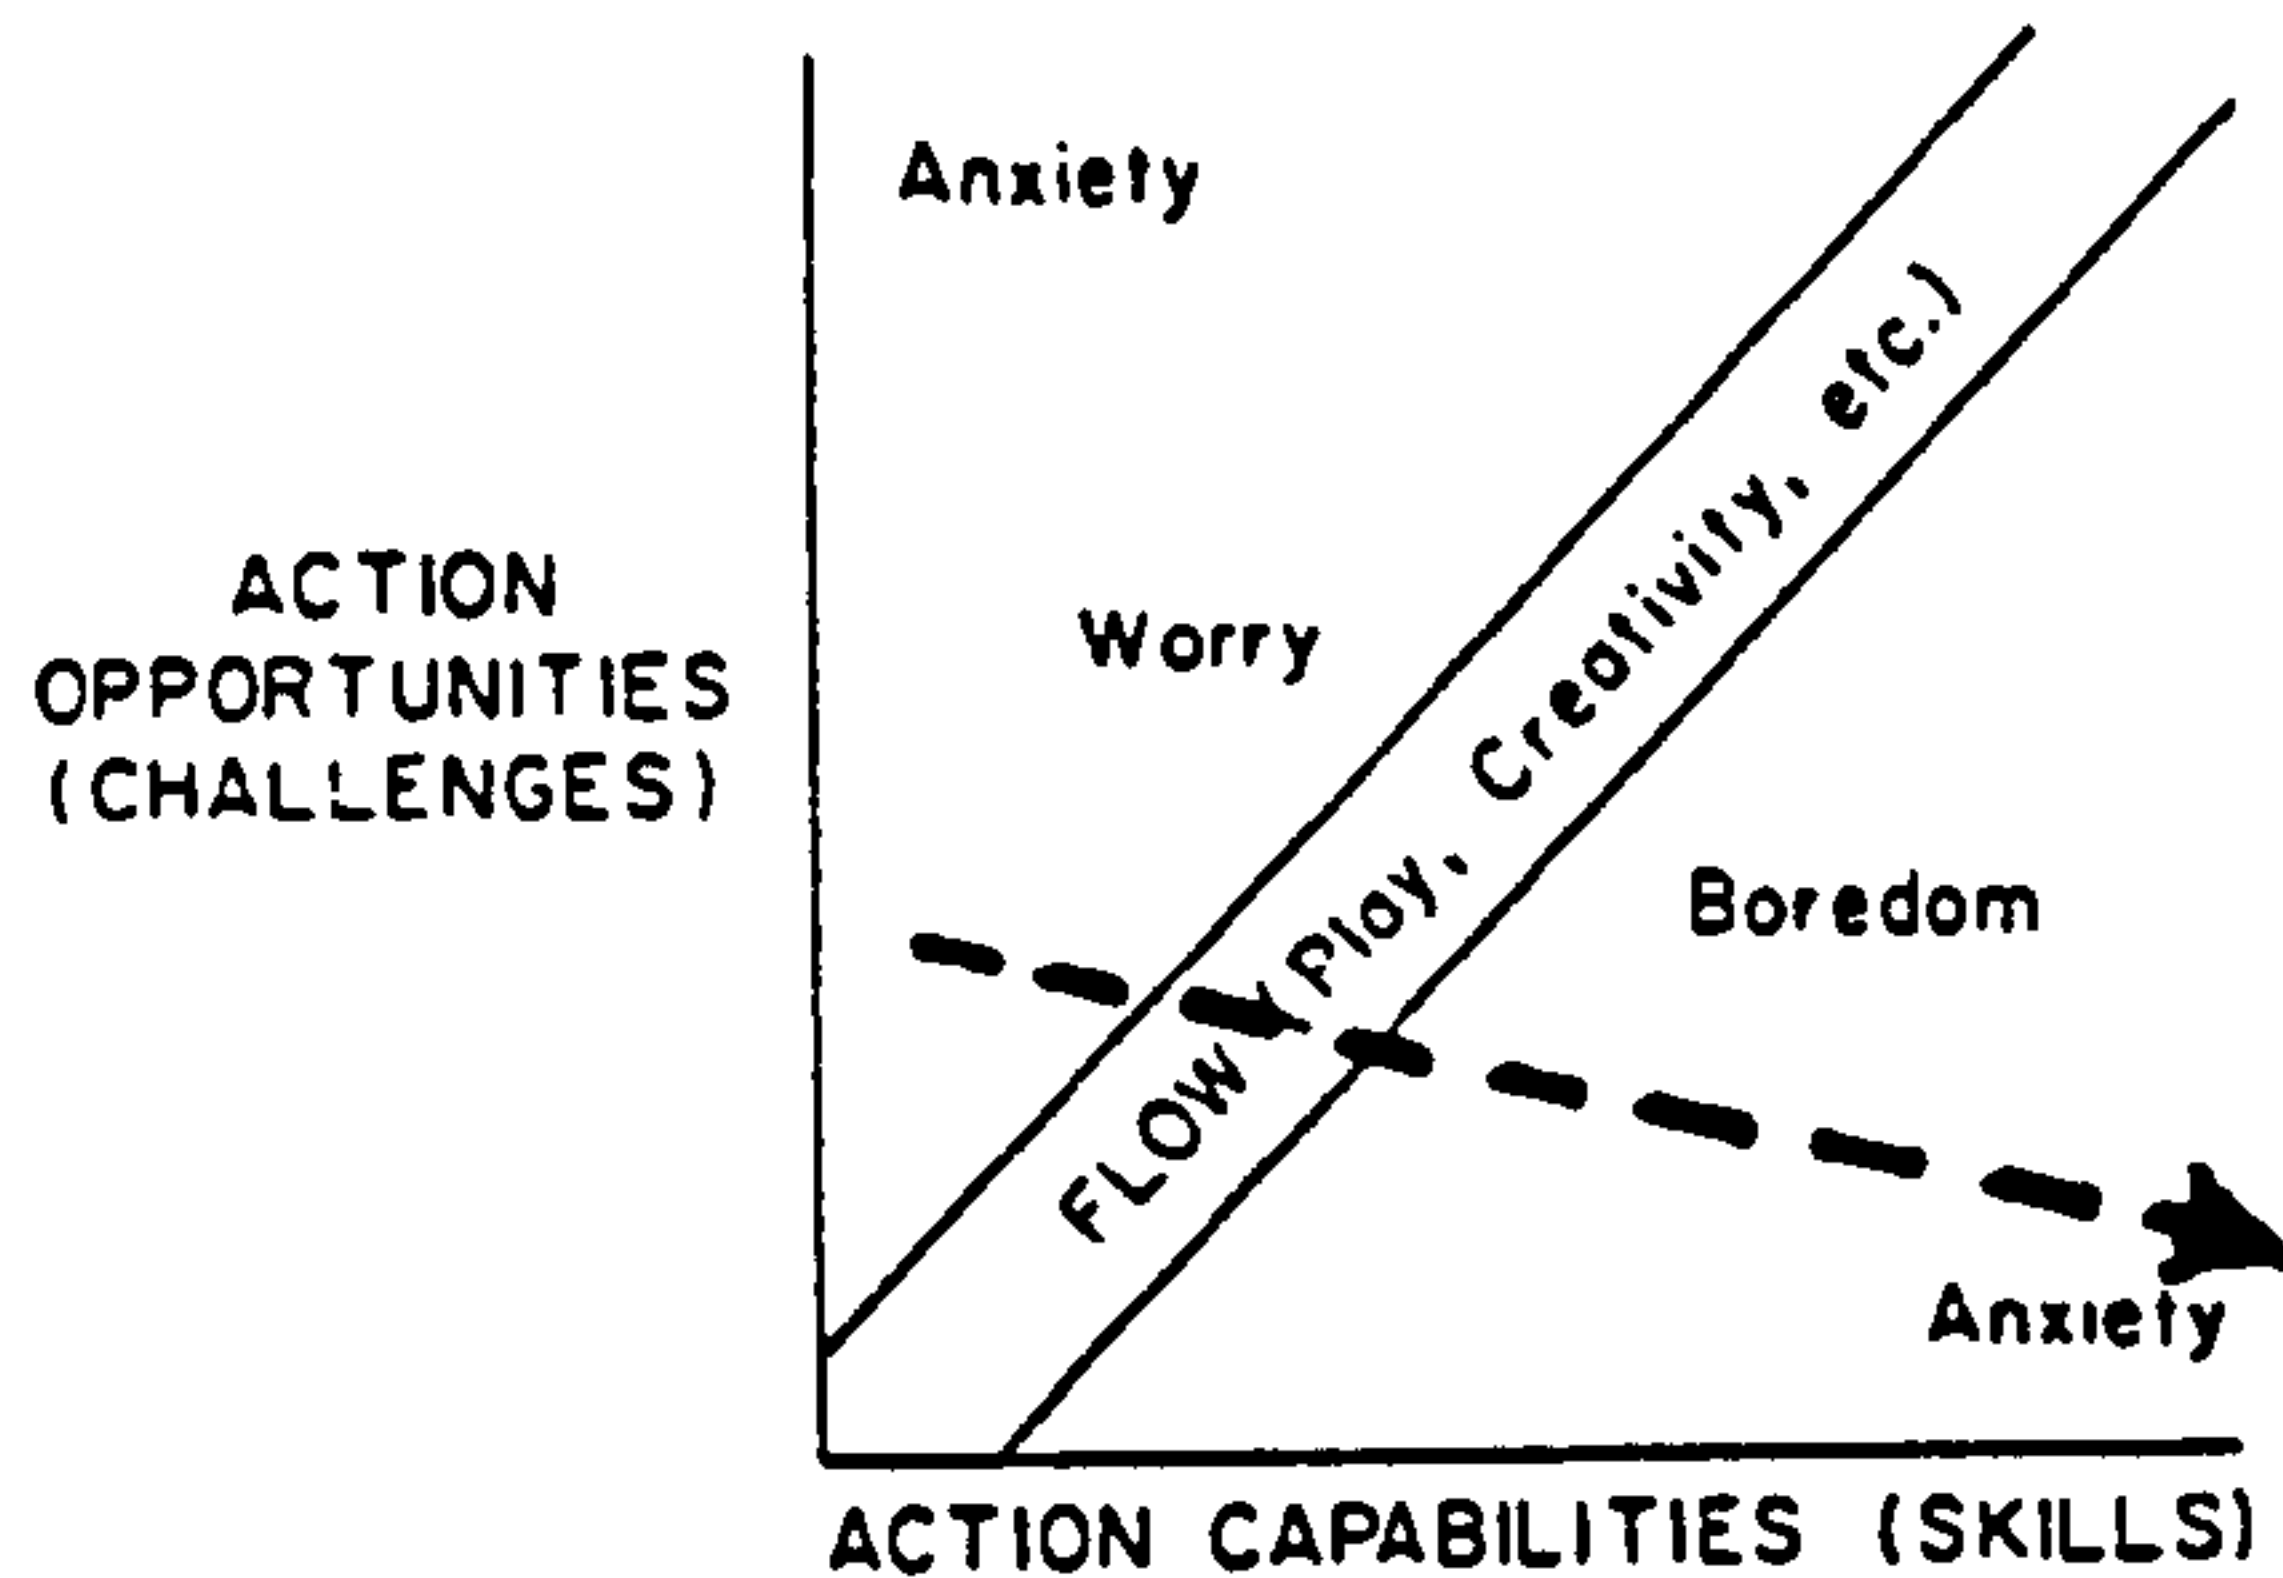 Anxiety
Worry
ACTION
OPPORTUNITIES
(CHALLENGES)
FLOW (Play, Creativity, etc.)
Boredom
Anxiety
ACTION CAPABILITIES (SKILLS)